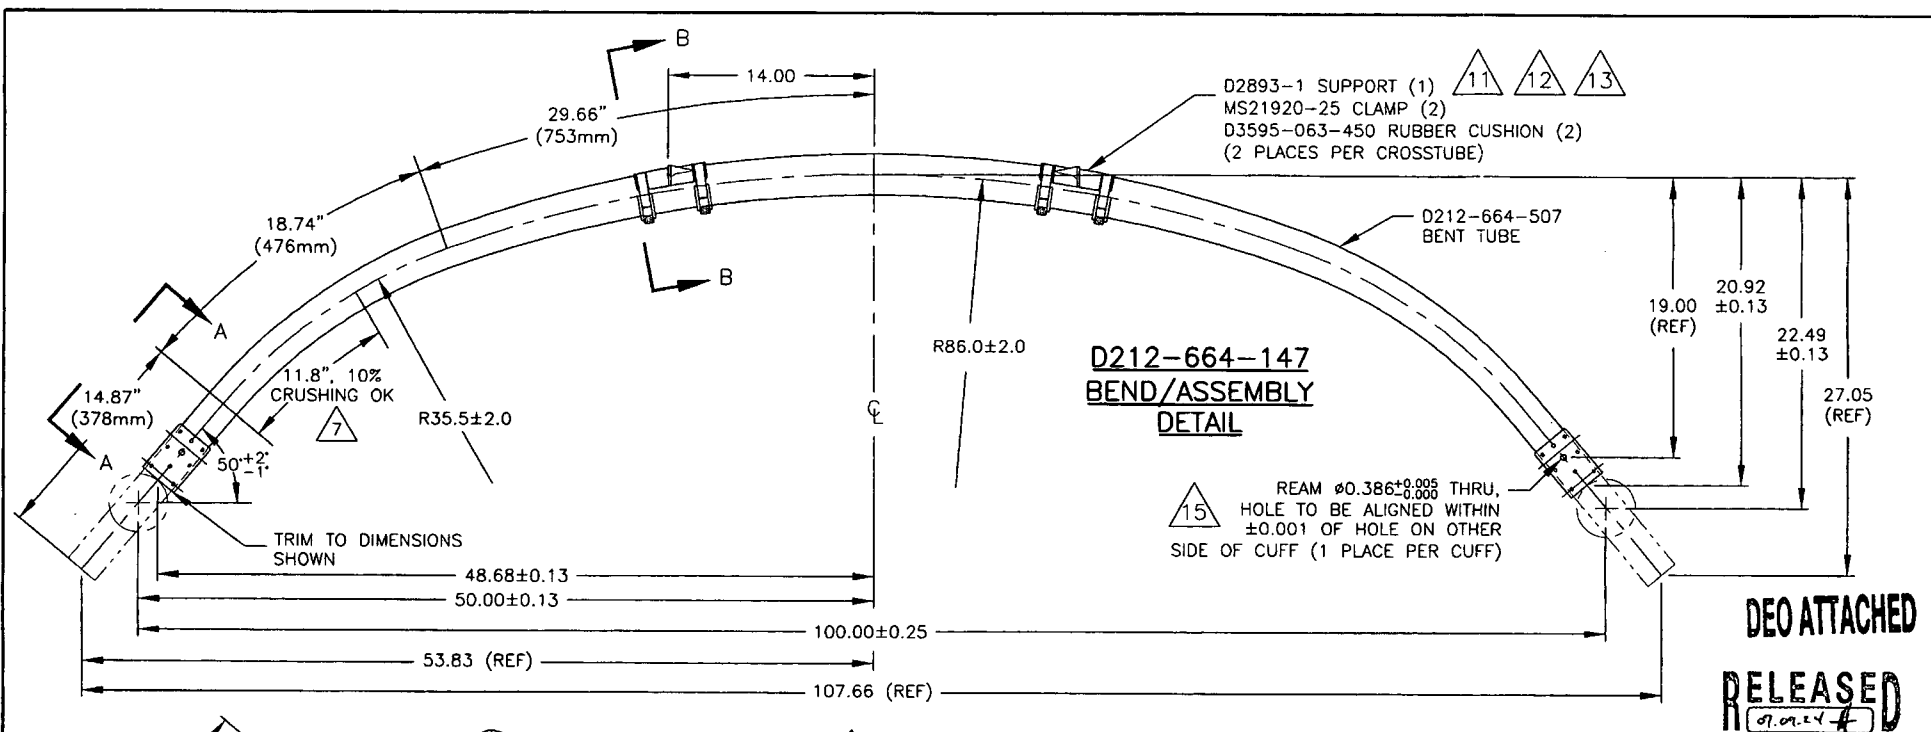 B
14.00
29.66"
(753mm)
D2893-1 SUPPORT (1)
MS21920-25 CLAMP (2)
D3595-063-450 RUBBER CUSHION (2)
(2 PLACES PER CROSSTUBE)
11
12
13
18.74"
(476mm)
D212-664-507
BENT TUBE
B
A
19.00
(REF)
20.92
±0.13
22.49
±0.13
27.05
(REF)
R86.0±2.0
D212-664-147
BEND/ASSEMBLY
DETAIL
14.87"
(378mm)
11.8", 10%
CRUSHING OK
7
R35.5±2.0
℄
A
50°+2°
-1°
15
REAM ø0.386+0.005
-0.000 THRU,
HOLE TO BE ALIGNED WITHIN
±0.001 OF HOLE ON OTHER
SIDE OF CUFF (1 PLACE PER CUFF)
TRIM TO DIMENSIONS
SHOWN
48.68±0.13
50.00±0.13
100.00±0.25
53.83 (REF)
107.66 (REF)
DEO ATTACHED
RELEASED